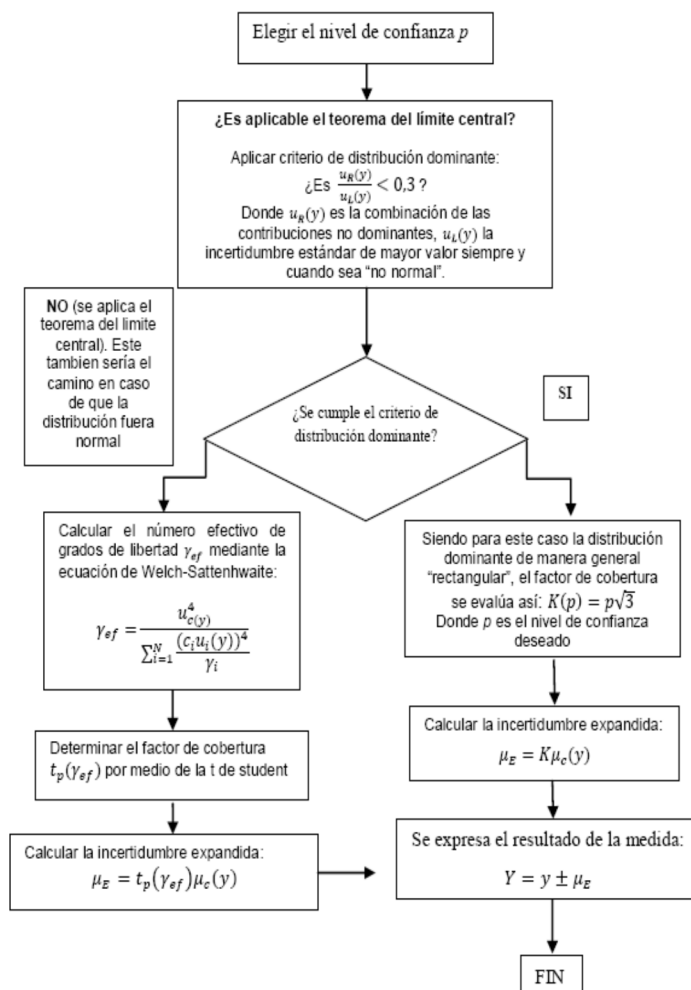 Elegir el nivel de confianza p
¿Es aplicable el teorema del límite central?
Aplicar criterio de distribución dominante:
¿Es u_R(y)/u_L(y) < 0,3 ?
Donde u_R(y) es la combinación de las
contribuciones no dominantes, u_L(y) la
incertidumbre estándar de mayor valor siempre y
cuando sea “no normal”.
NO (se aplica el
teorema del limite
central). Este
tambien sería el
camino en caso
de que la
distribución fuera
normal
SI
¿Se cumple el criterio de
distribución dominante?
Calcular el número efectivo de
grados de libertad γ_ef mediante la
ecuación de Welch-Sattenhwaite:
γ_ef = u_c(y)^4 / ∑_{i=1}^N (c_i u_i(y))^4 / γ_i
Siendo para este caso la distribución
dominante de manera general
“rectangular”, el factor de cobertura
se evalúa así: K(p) = p√3
Donde p es el nivel de confianza
deseado
Determinar el factor de cobertura
t_p(γ_ef) por medio de la t de student
Calcular la incertidumbre expandida:
μ_E = Kμ_c(y)
Calcular la incertidumbre expandida:
μ_E = t_p(γ_ef)μ_c(y)
Se expresa el resultado de la medida:
Y = y ± μ_E
FIN